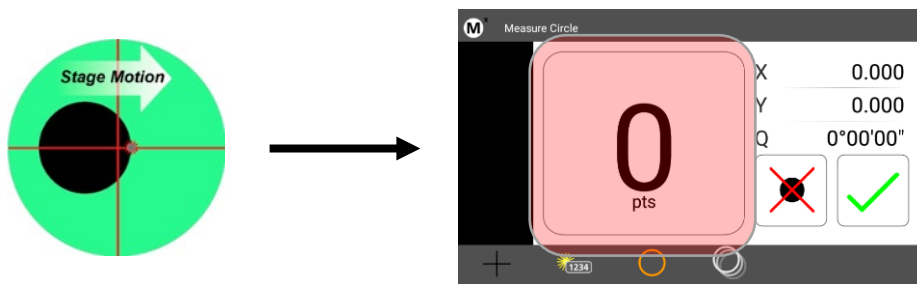 Stage Motion
M x
Measure Circle
0
pts
X 0.000
Y 0.000
Q 0°00'00"
1234